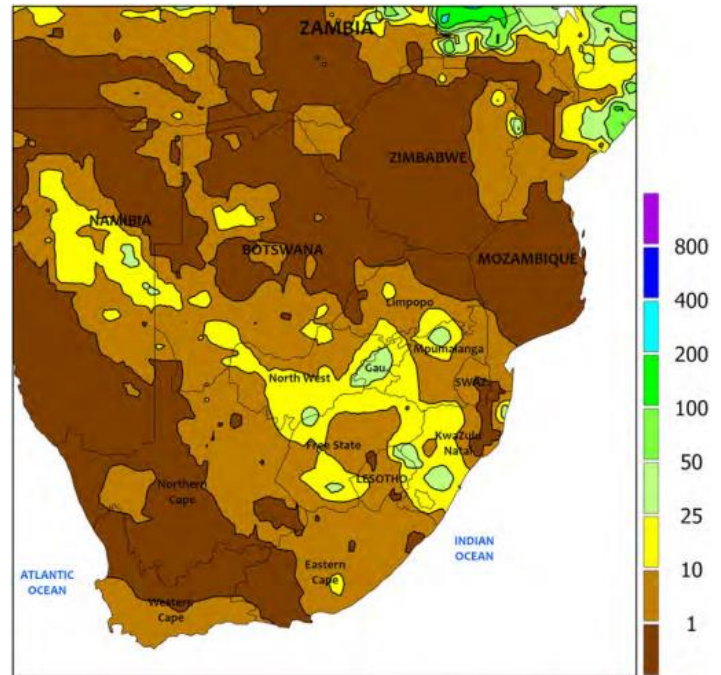 ZAMBIA
ZIMBABWE
NAMIBIA
BOTSWANA
MOZAMBIQUE
Limpopo
Mpumalanga
Gau.
North West
SWAZ.
KwaZulu
Natal
Free State
LESOTHO
Northern
Cape
INDIAN
OCEAN
Eastern
Cape
ATLANTIC
OCEAN
Western
Cape
800
400
200
100
50
25
10
1